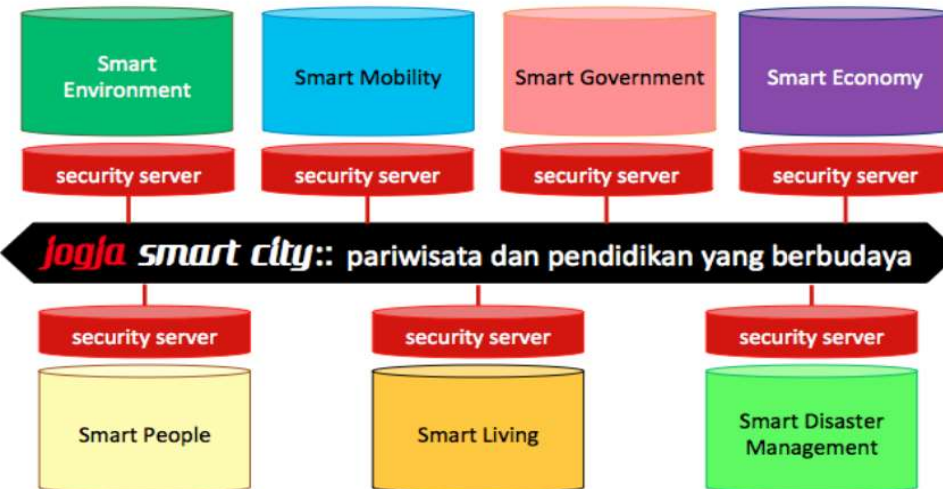 Smart
Environment
Smart Mobility
Smart Government
Smart Economy
security server
security server
security server
security server
jogja smart city:: pariwisata dan pendidikan yang berbudaya
security server
security server
security server
Smart People
Smart Living
Smart Disaster
Management